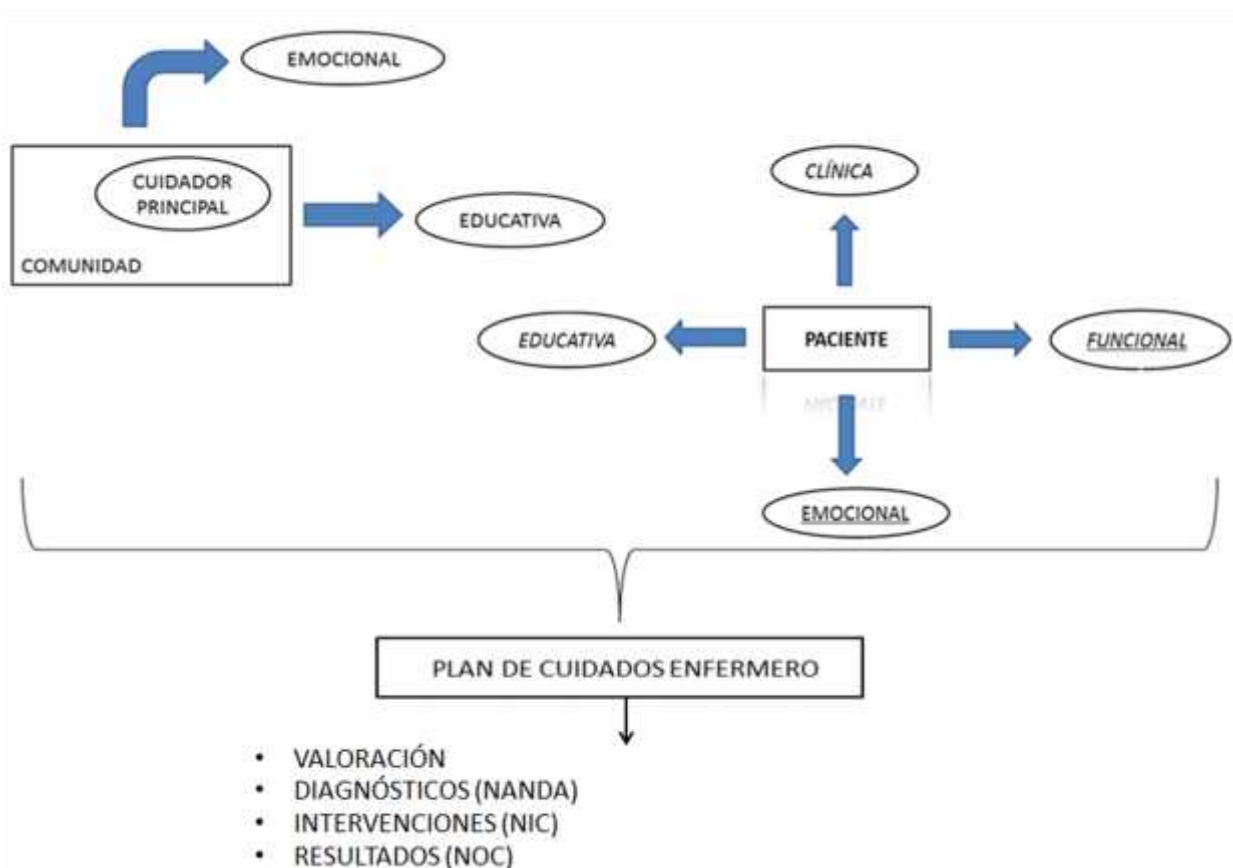 EMOCIONAL
CUIDADOR
PRINCIPAL
COMUNIDAD
EDUCATIVA
CLÍNICA
EDUCATIVA
PACIENTE
FUNCIONAL
EMOCIONAL
PLAN DE CUIDADOS ENFERMERO
• VALORACIÓN
• DIAGNÓSTICOS (NANDA)
• INTERVENCIONES (NIC)
• RESULTADOS (NOC)